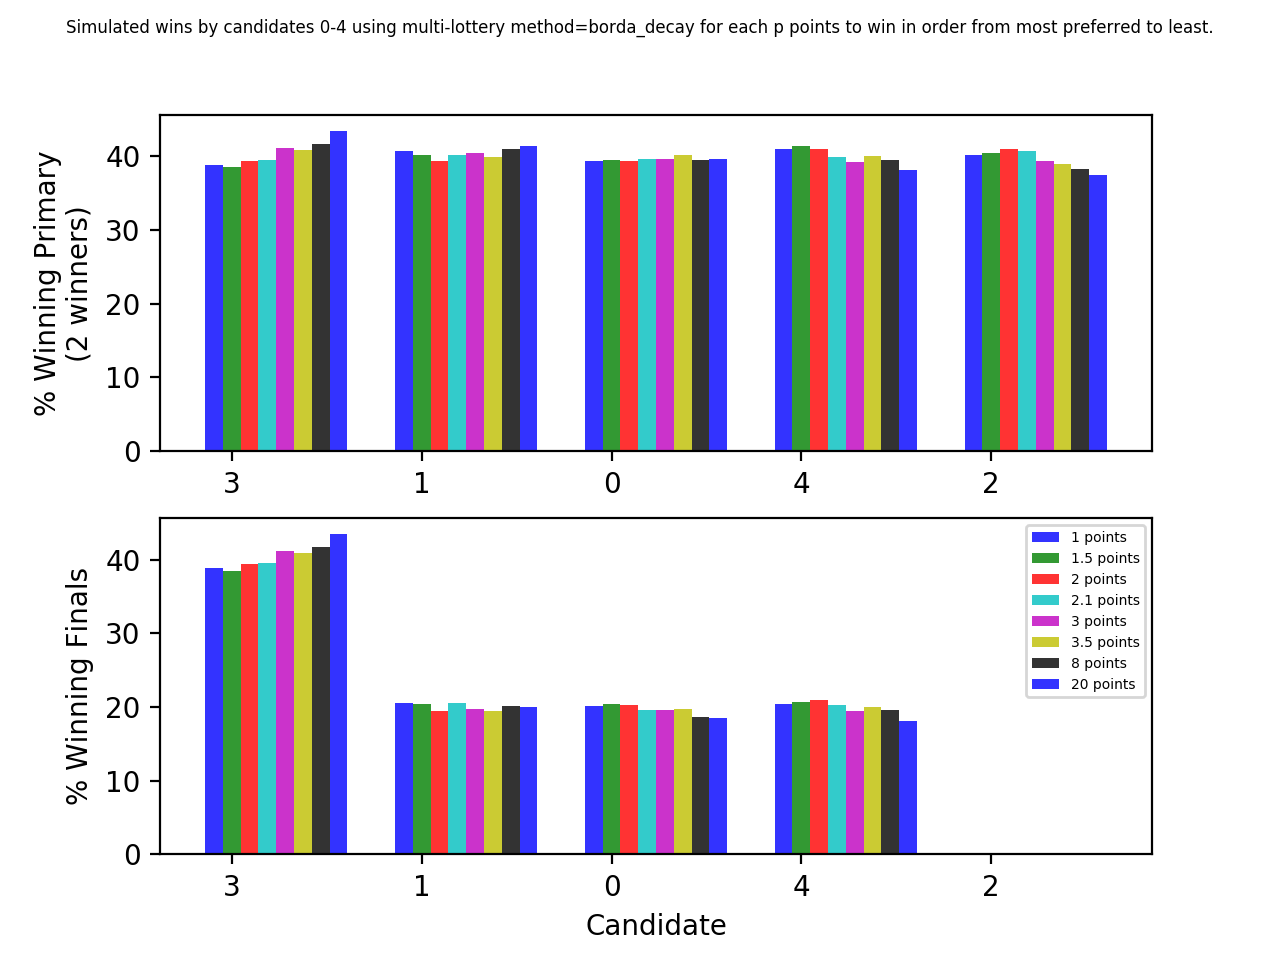 Simulated wins by candidates 0-4 using multi-lottery method=borda_decay for each p points to win in order from most preferred to least.
% Winning Primary
(2 winners)
40
30
20
10
0
3 1 0 4 2
% Winning Finals
40
30
20
10
0
1 points
1.5 points
2 points
2.1 points
3 points
3.5 points
8 points
20 points
3 1 0 4 2
Candidate